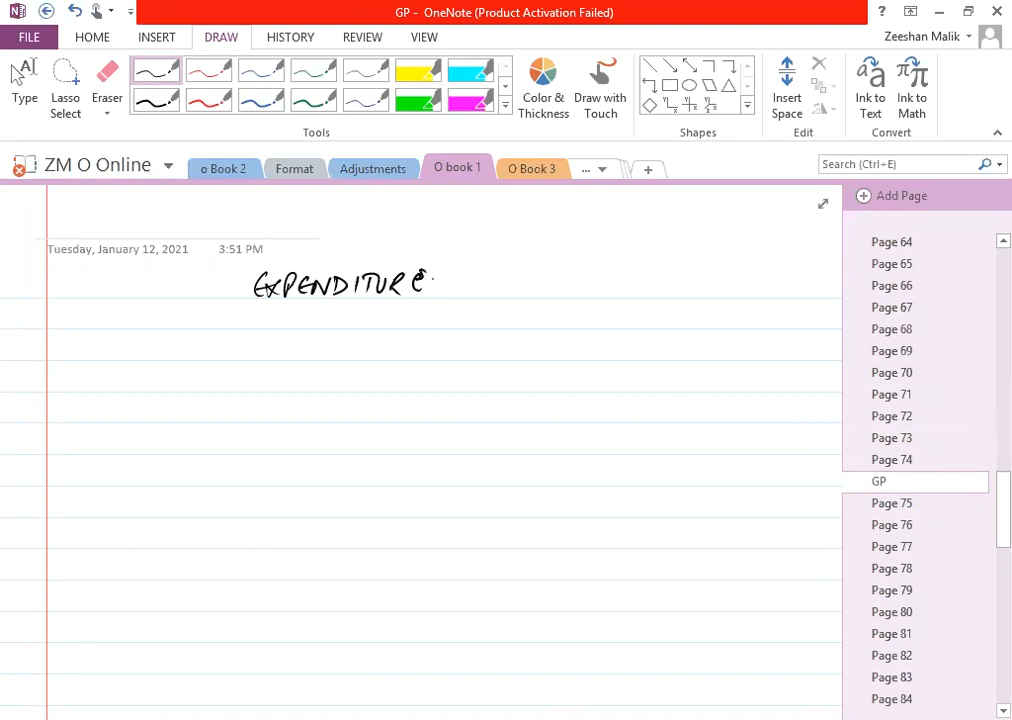 GP - OneNote (Product Activation Failed)
?
FILE HOME INSERT DRAW HISTORY REVIEW VIEW
Zeeshan Malik
Type
Lasso Select
Eraser
Color & Thickness
Draw with Touch
Insert Space
Ink to Text
Ink to Math
Tools Shapes Edit Convert
ZM O Online
o Book 2 Format Adjustments O book 1 O Book 3 ...
Search (Ctrl+E)
Add Page
Tuesday, January 12, 2021 3:51 PM
EXPENDITURE
Page 64
Page 65
Page 66
Page 67
Page 68
Page 69
Page 70
Page 71
Page 72
Page 73
Page 74
GP
Page 75
Page 76
Page 77
Page 78
Page 79
Page 80
Page 81
Page 82
Page 83
Page 84